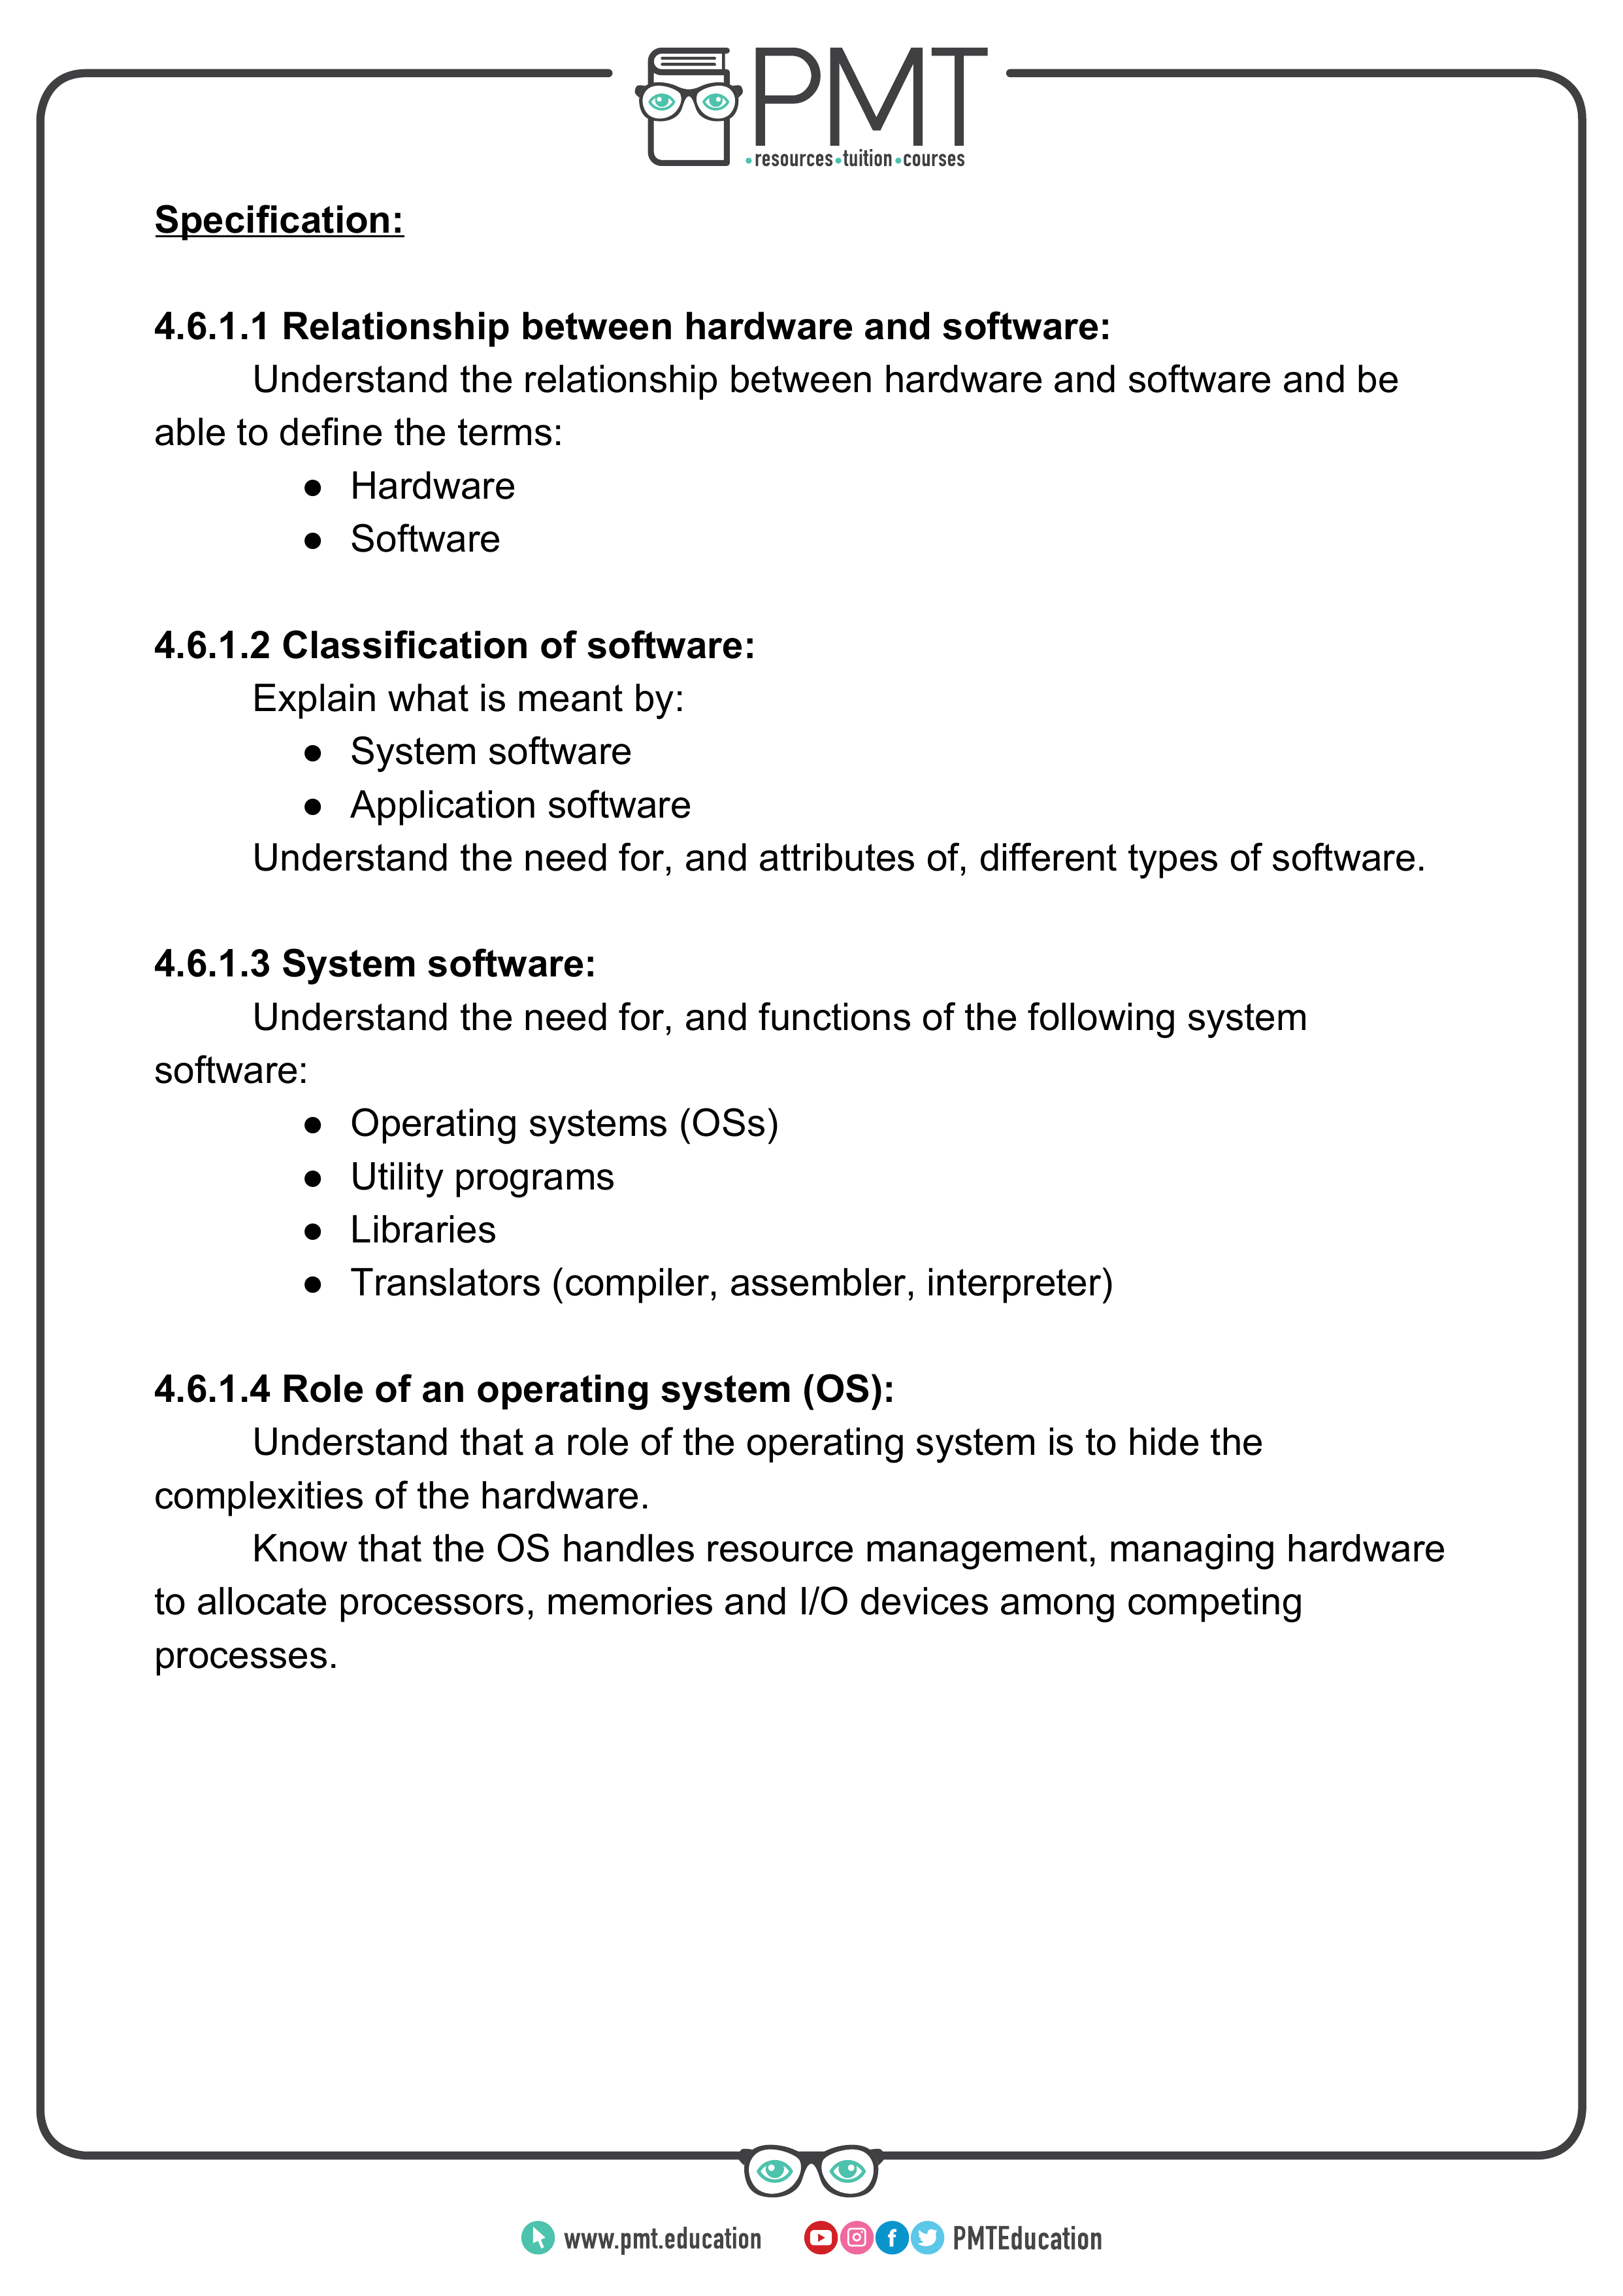 PMT
•resources•tuition•courses
Specification:
4.6.1.1 Relationship between hardware and software:
Understand the relationship between hardware and software and be
able to define the terms:
● Hardware
● Software
4.6.1.2 Classification of software:
Explain what is meant by:
● System software
● Application software
Understand the need for, and attributes of, different types of software.
4.6.1.3 System software:
Understand the need for, and functions of the following system
software:
● Operating systems (OSs)
● Utility programs
● Libraries
● Translators (compiler, assembler, interpreter)
4.6.1.4 Role of an operating system (OS):
Understand that a role of the operating system is to hide the
complexities of the hardware.
Know that the OS handles resource management, managing hardware
to allocate processors, memories and I/O devices among competing
processes.
www.pmt.education PMTEducation